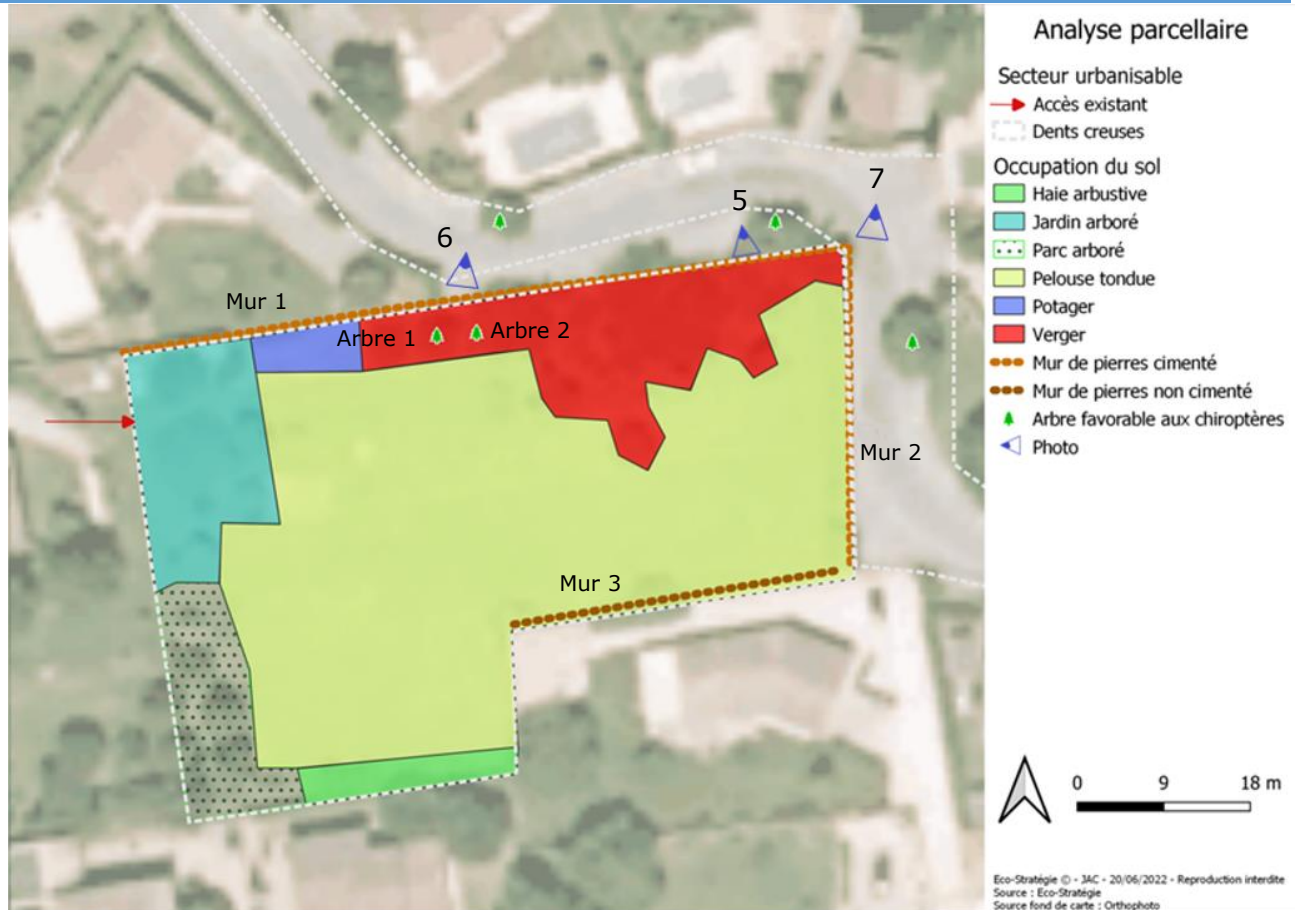 Analyse parcellaire
Secteur urbanisable
Accès existant
Dents creuses
Occupation du sol
Haie arbustive
Jardin arboré
Parc arboré
Pelouse tondue
Potager
Verger
Mur de pierres cimenté
Mur de pierres non cimenté
Arbre favorable aux chiroptères
Photo
7
5
6
Mur 1
Arbre 1
Arbre 2
Mur 2
Mur 3
0 9 18 m
Eco-Stratégie © - JAC - 20/06/2022 - Reproduction interdite
Source : Eco-Stratégie
Source fond de carte : Orthophoto